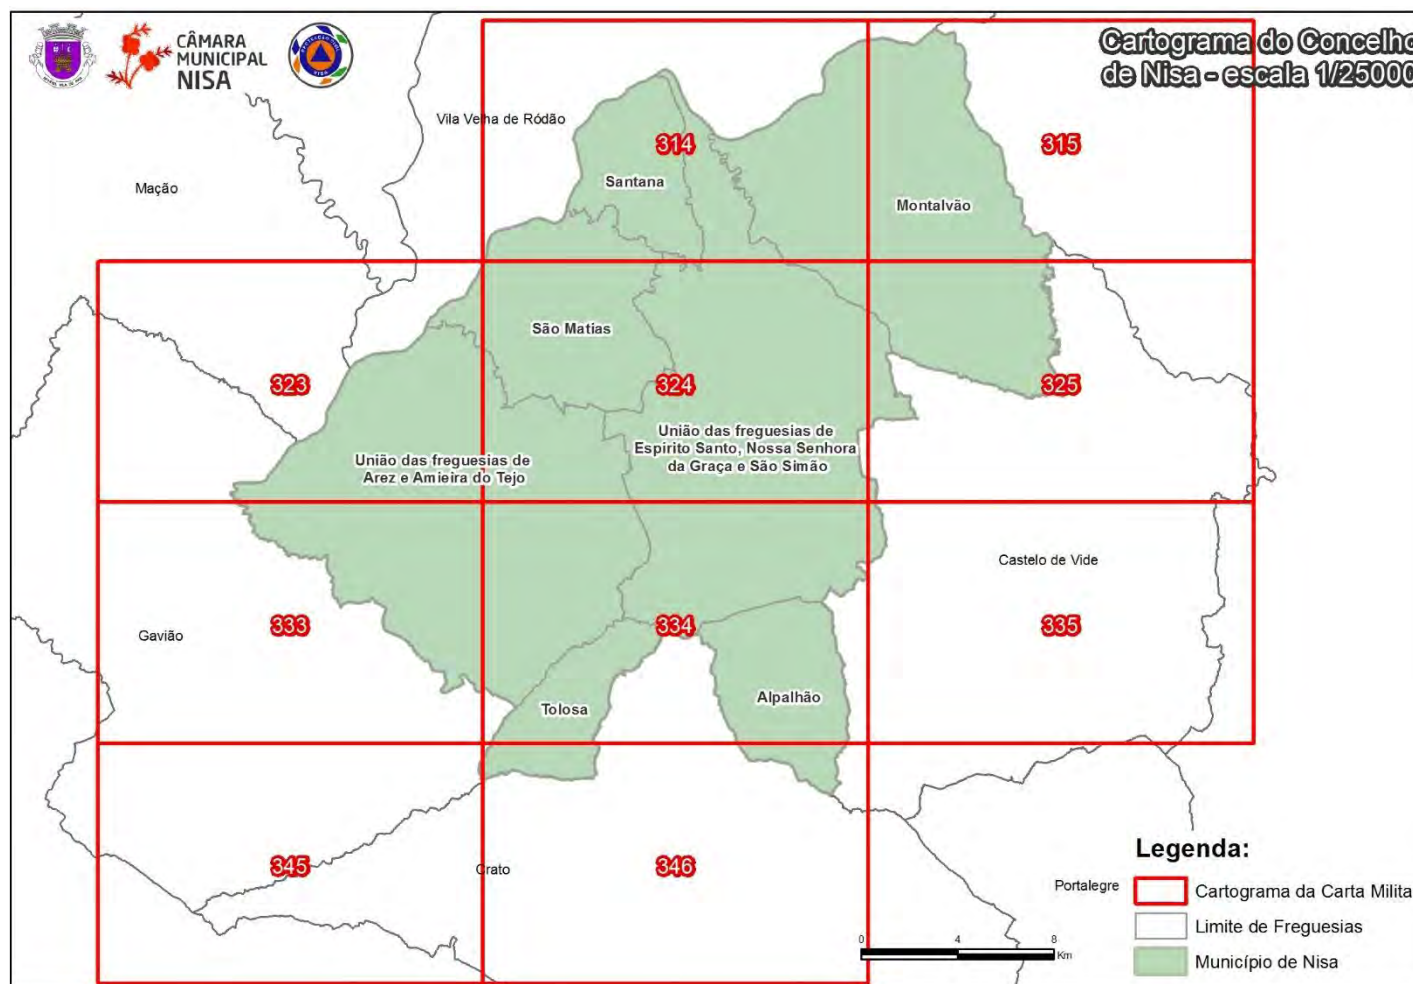 CÂMARA
MUNICIPAL
NISA
Cartograma do Concelho
de Nisa - escala 1/25000
Vila Velha de Ródão
314
315
Mação
Santana
Montalvão
São Matias
323
324
325
União das freguesias de
Espirito Santo, Nossa Senhora
da Graça e São Simão
União das freguesias de
Arez e Amieira do Tejo
Castelo de Vide
Gavião
333
334
335
Tolosa
Alpalhão
345
Crato
346
Portalegre
Legenda:
Cartograma da Carta Milita
Limite de Freguesias
Município de Nisa
0 4 8
Km